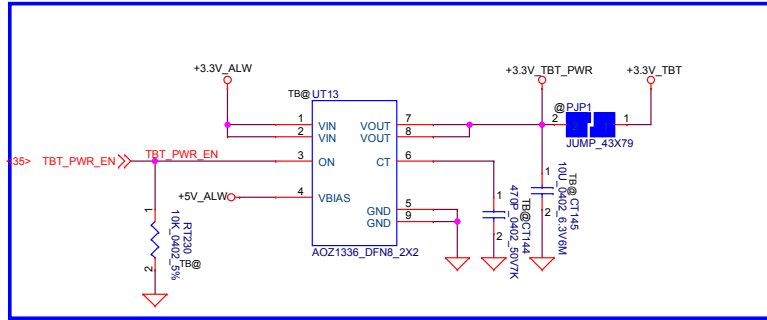 +3.3V_ALW
+3.3V_TBT_PWR
+3.3V_TBT
TB@ UT13
@ PJP1
1 VIN
2 VIN
VOUT 7
VOUT 8
2 2 1 1
JUMP_43X79
<35> TBT_PWR_EN
TBT_PWR_EN
3 ON
CT 6
+5V_ALW
4 VBIAS
GND 5
GND 9
AOZ1336_DFN8_2X2
1
2
RT230
10K_0402_5%
TB@
1
2
TB@ CT144
470P_0402_50V7K
1
2
TB@ CT145
10U_0402_6.3V6M